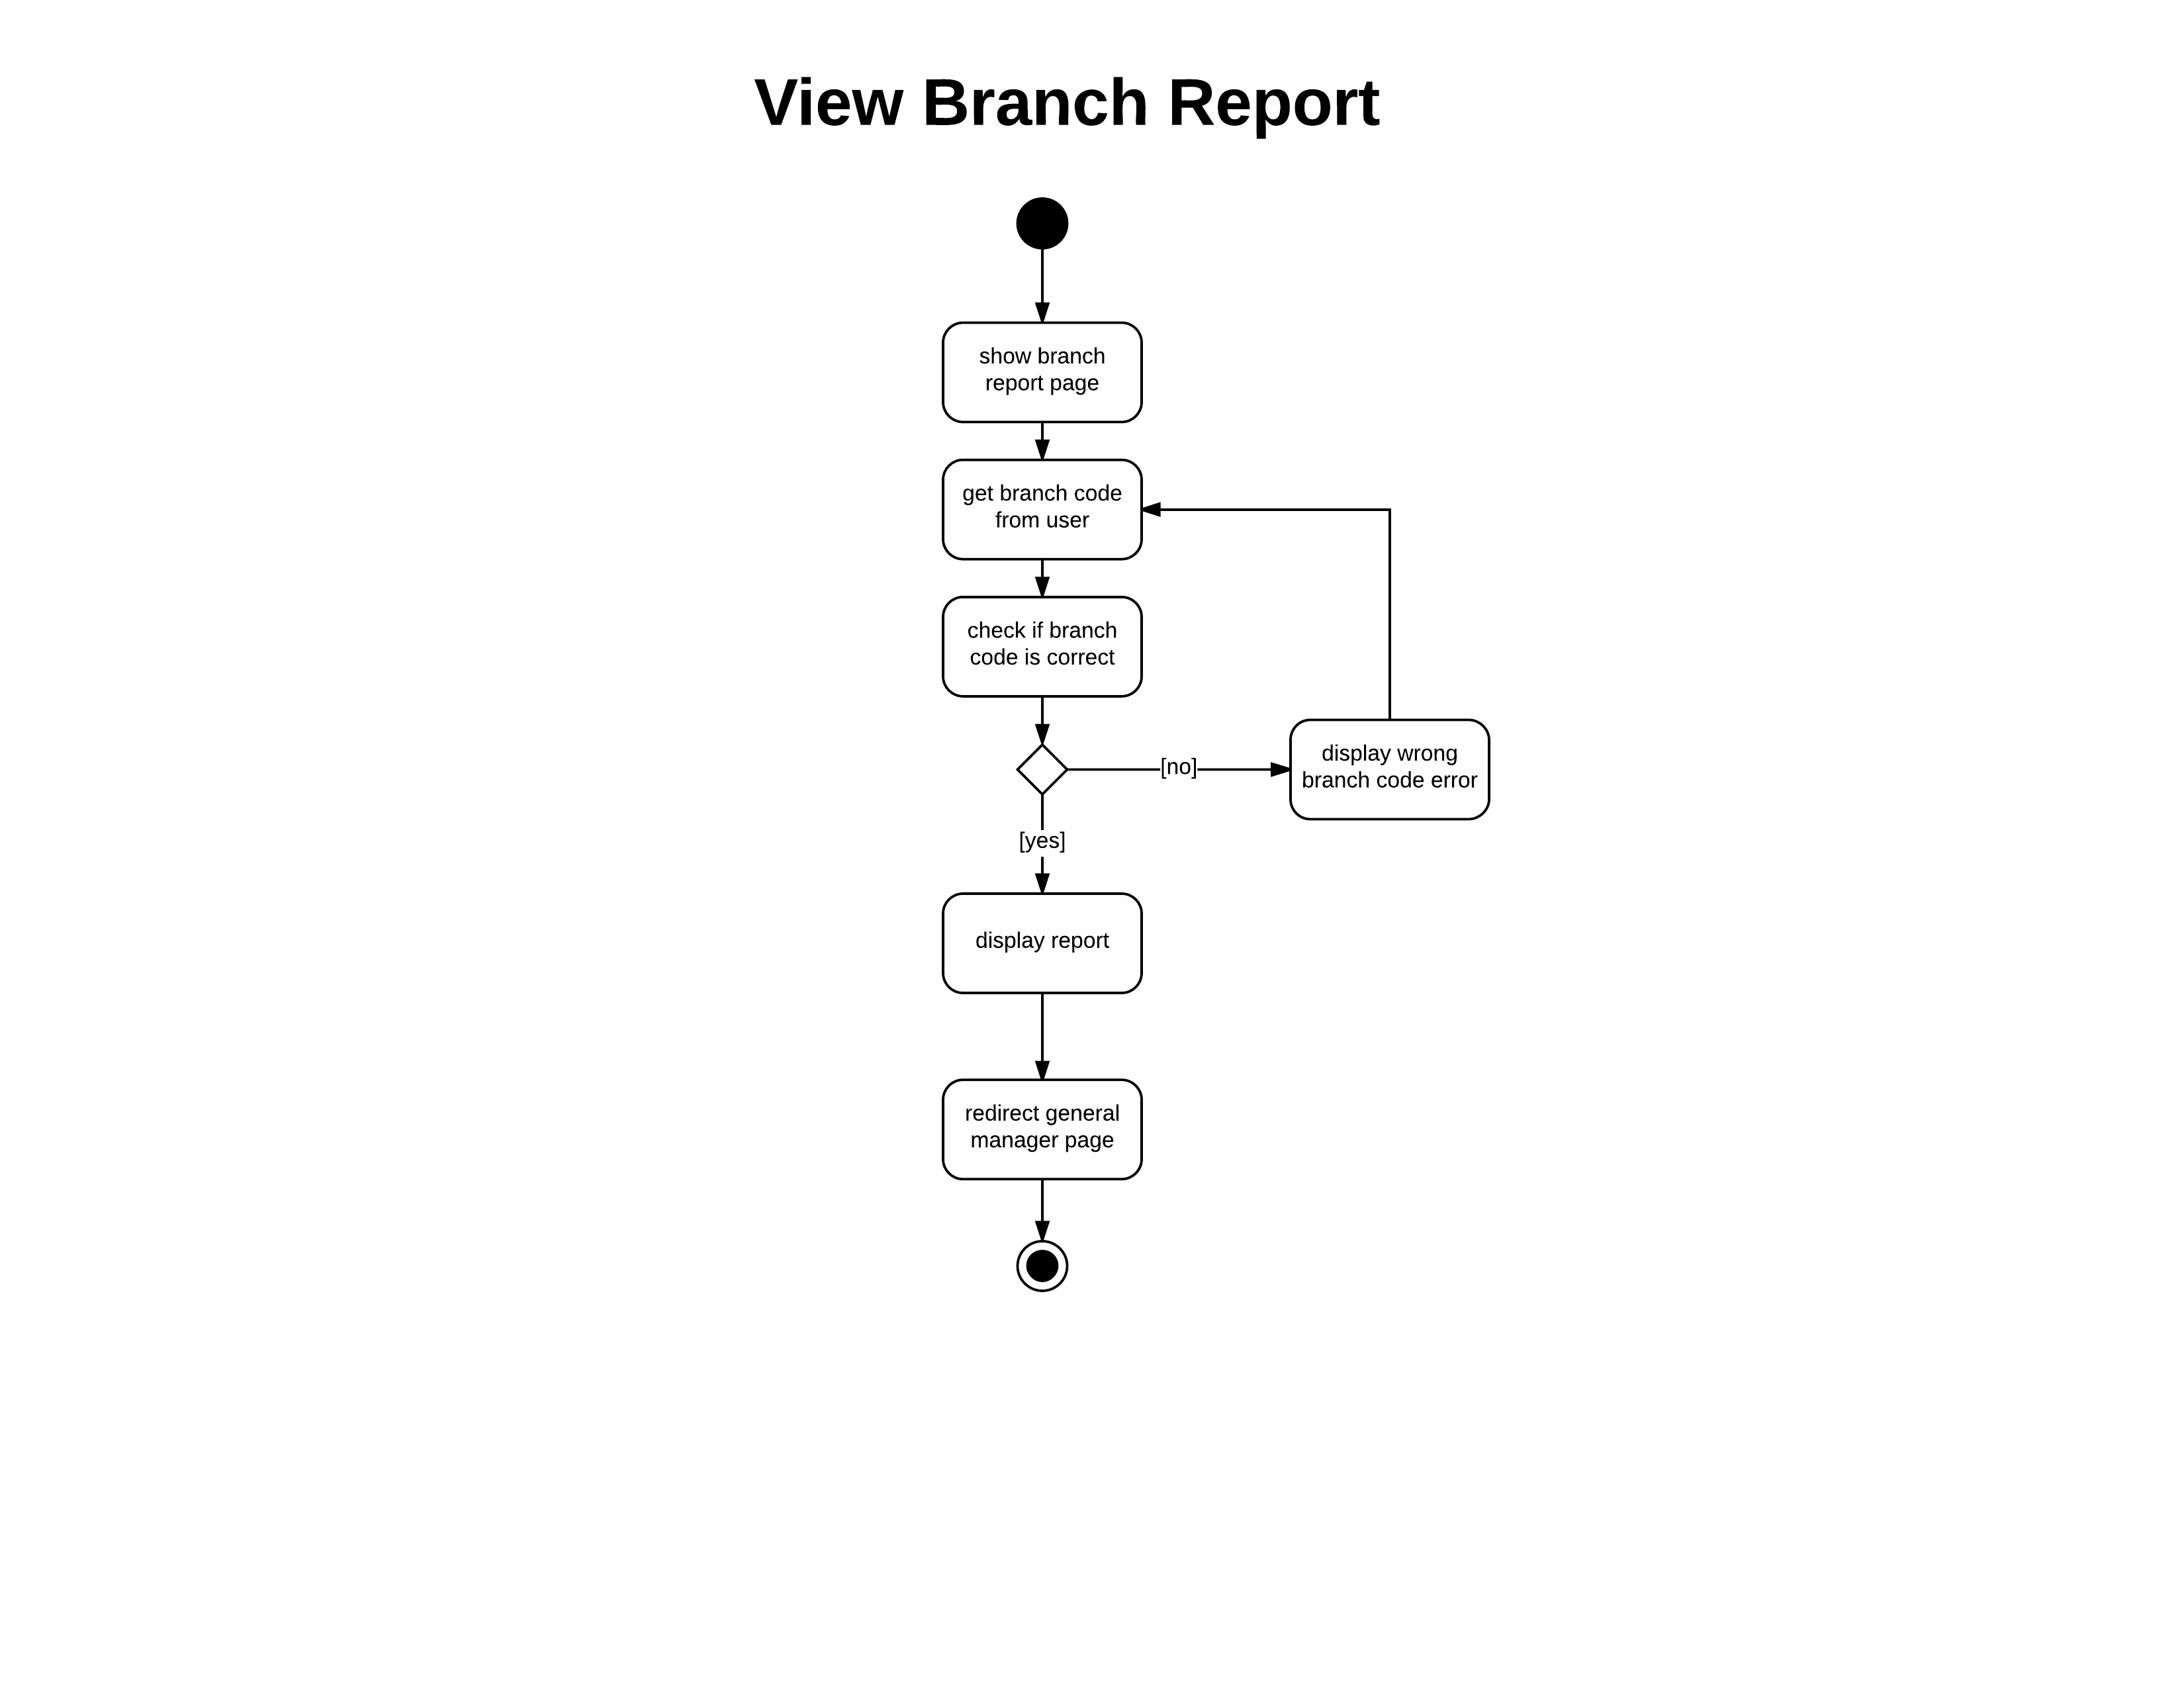 View Branch Report
show branch
report page
get branch code
from user
check if branch
code is correct
[no]
display wrong
branch code error
[yes]
display report
redirect general
manager page